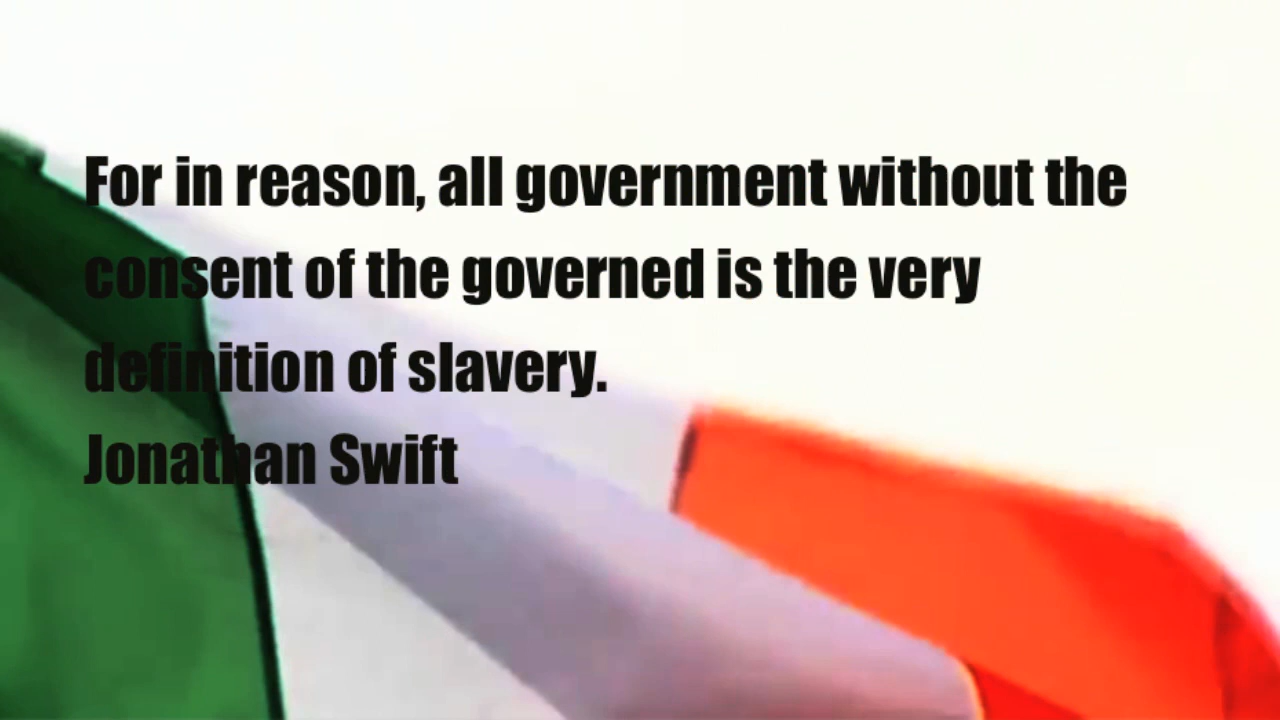 For in reason, all government without the
consent of the governed is the very
definition of slavery.
Jonathan Swift